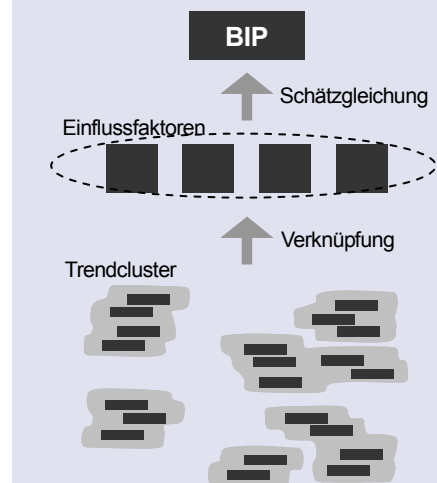 BIP
Schätzgleichung
Einflussfaktoren
Verknüpfung
Trendcluster